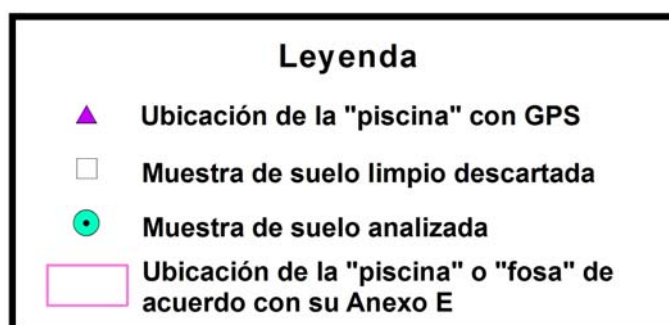 Leyenda
Ubicación de la "piscina" con GPS
Muestra de suelo limpio descartada
Muestra de suelo analizada
Ubicación de la "piscina" o "fosa" de
acuerdo con su Anexo E